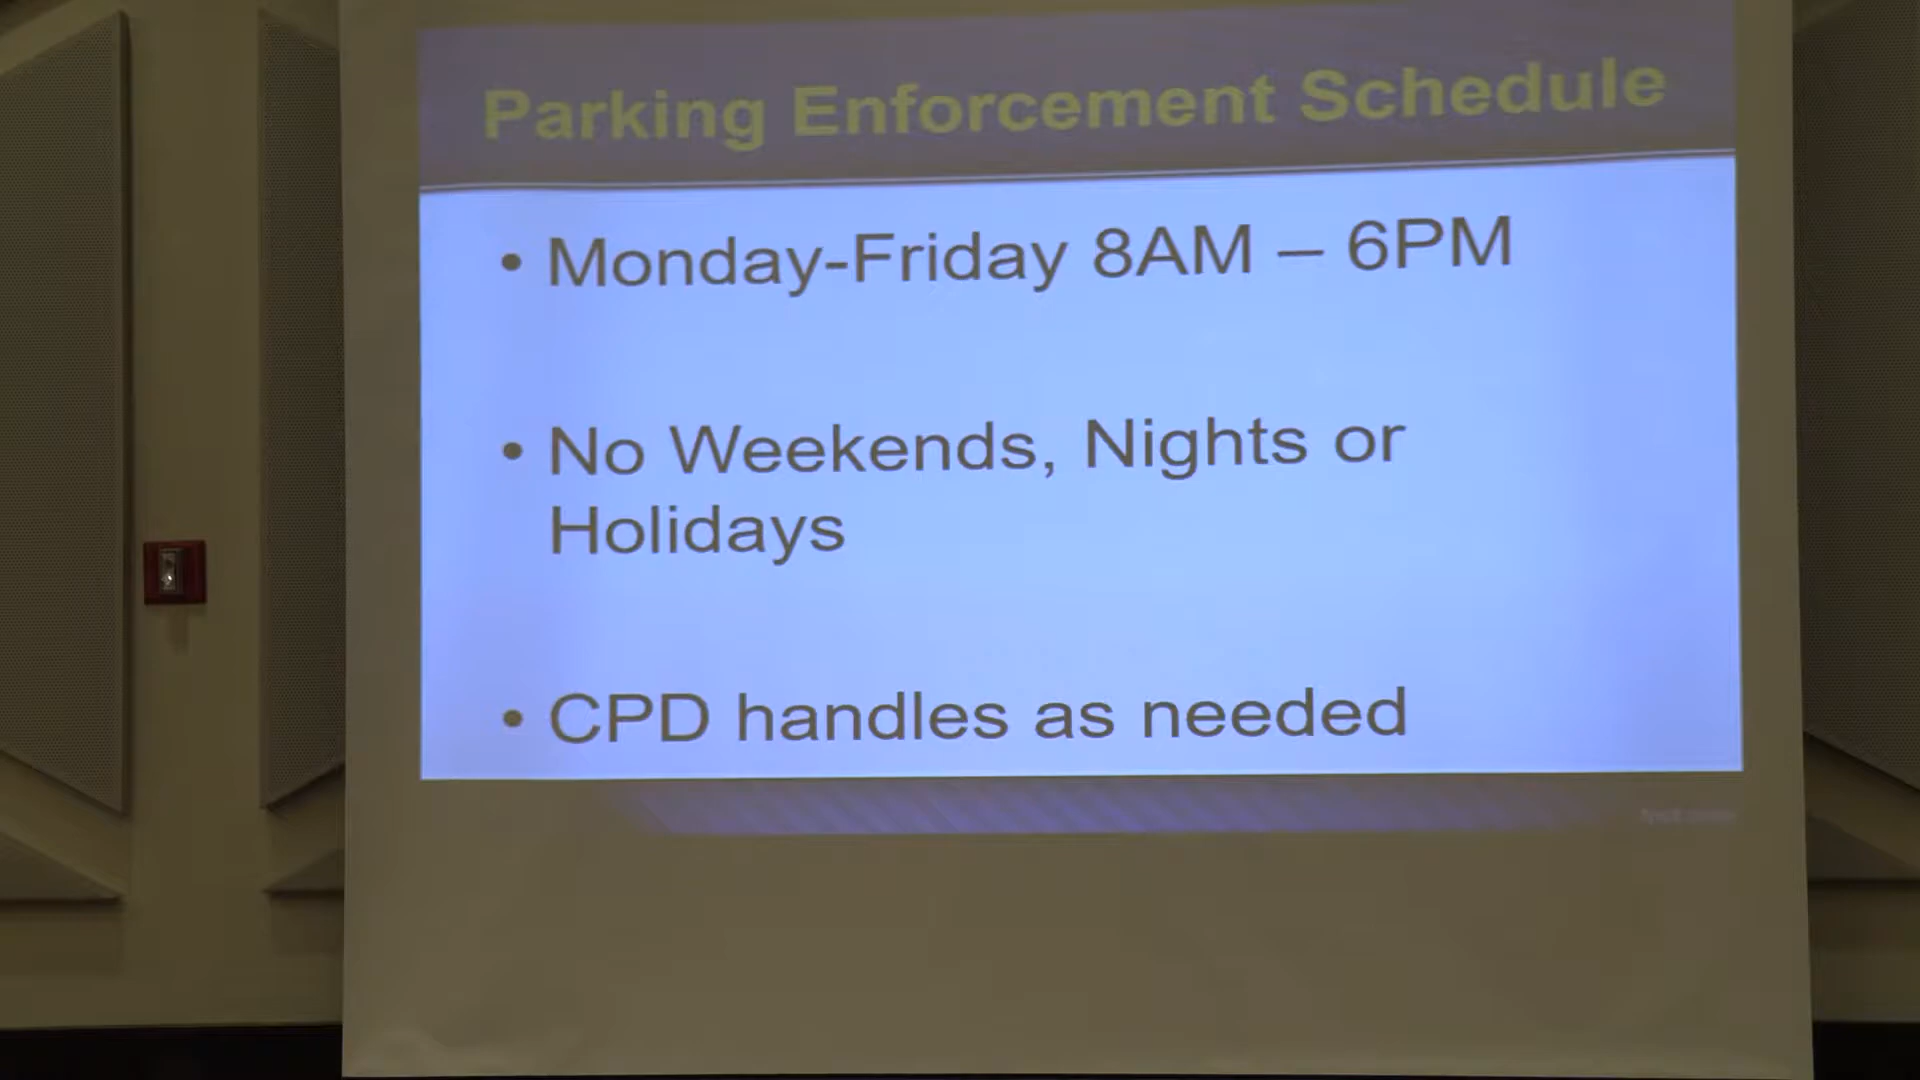 Parking Enforcement Schedule
• Monday-Friday 8AM – 6PM
• No Weekends, Nights or
Holidays
• CPD handles as needed